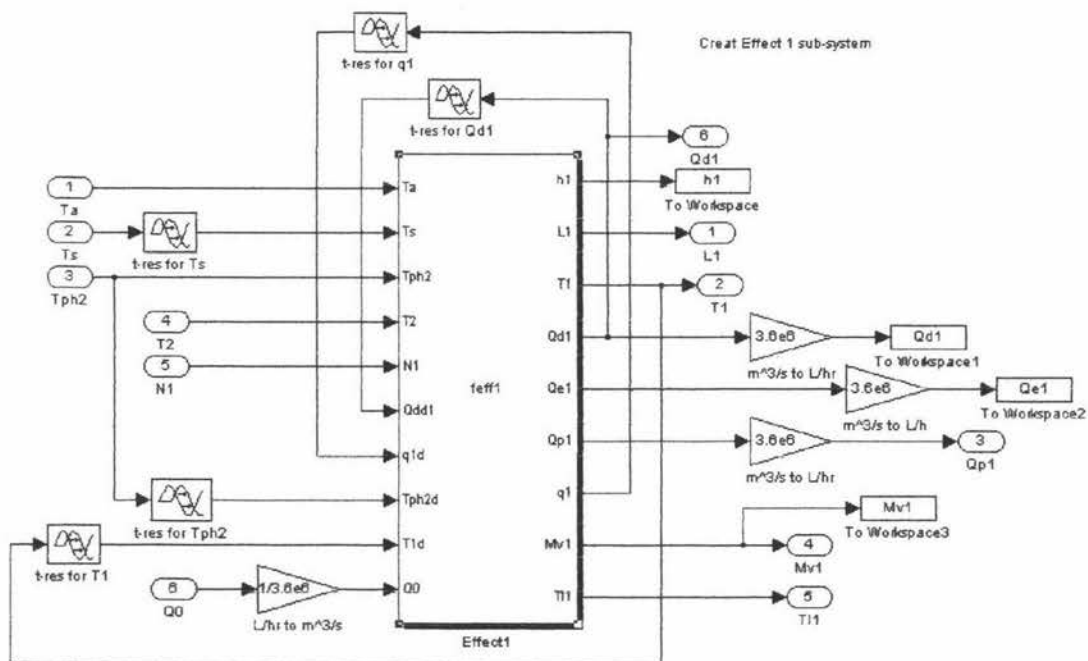 t-res for q1
Creat Effect 1 sub-system
t-res for Qd1
6
Qd1
h1
To Workspace
1
Ta
2
Ts
t-res for Ts
3
Tph2
4
T2
5
N1
Ta
Ts
Tph2
T2
N1
Qdd1
q1d
Tph2d
T1d
Q0
feff1
Effect1
h1
L1
T1
Qd1
Qe1
Qp1
q1
Mv1
Tl1
1
L1
2
T1
3.6e6
m^3/s to L/hr
Qd1
To Workspace1
3.6e6
m^3/s to L/h
Qe1
To Workspace2
3.6e6
m^3/s to L/hr
3
Qp1
Mv1
To Workspace3
4
Mv1
5
Tl1
t-res for Tph2
t-res for T1
6
Q0
1/3.6e6
L/hr to m^3/s